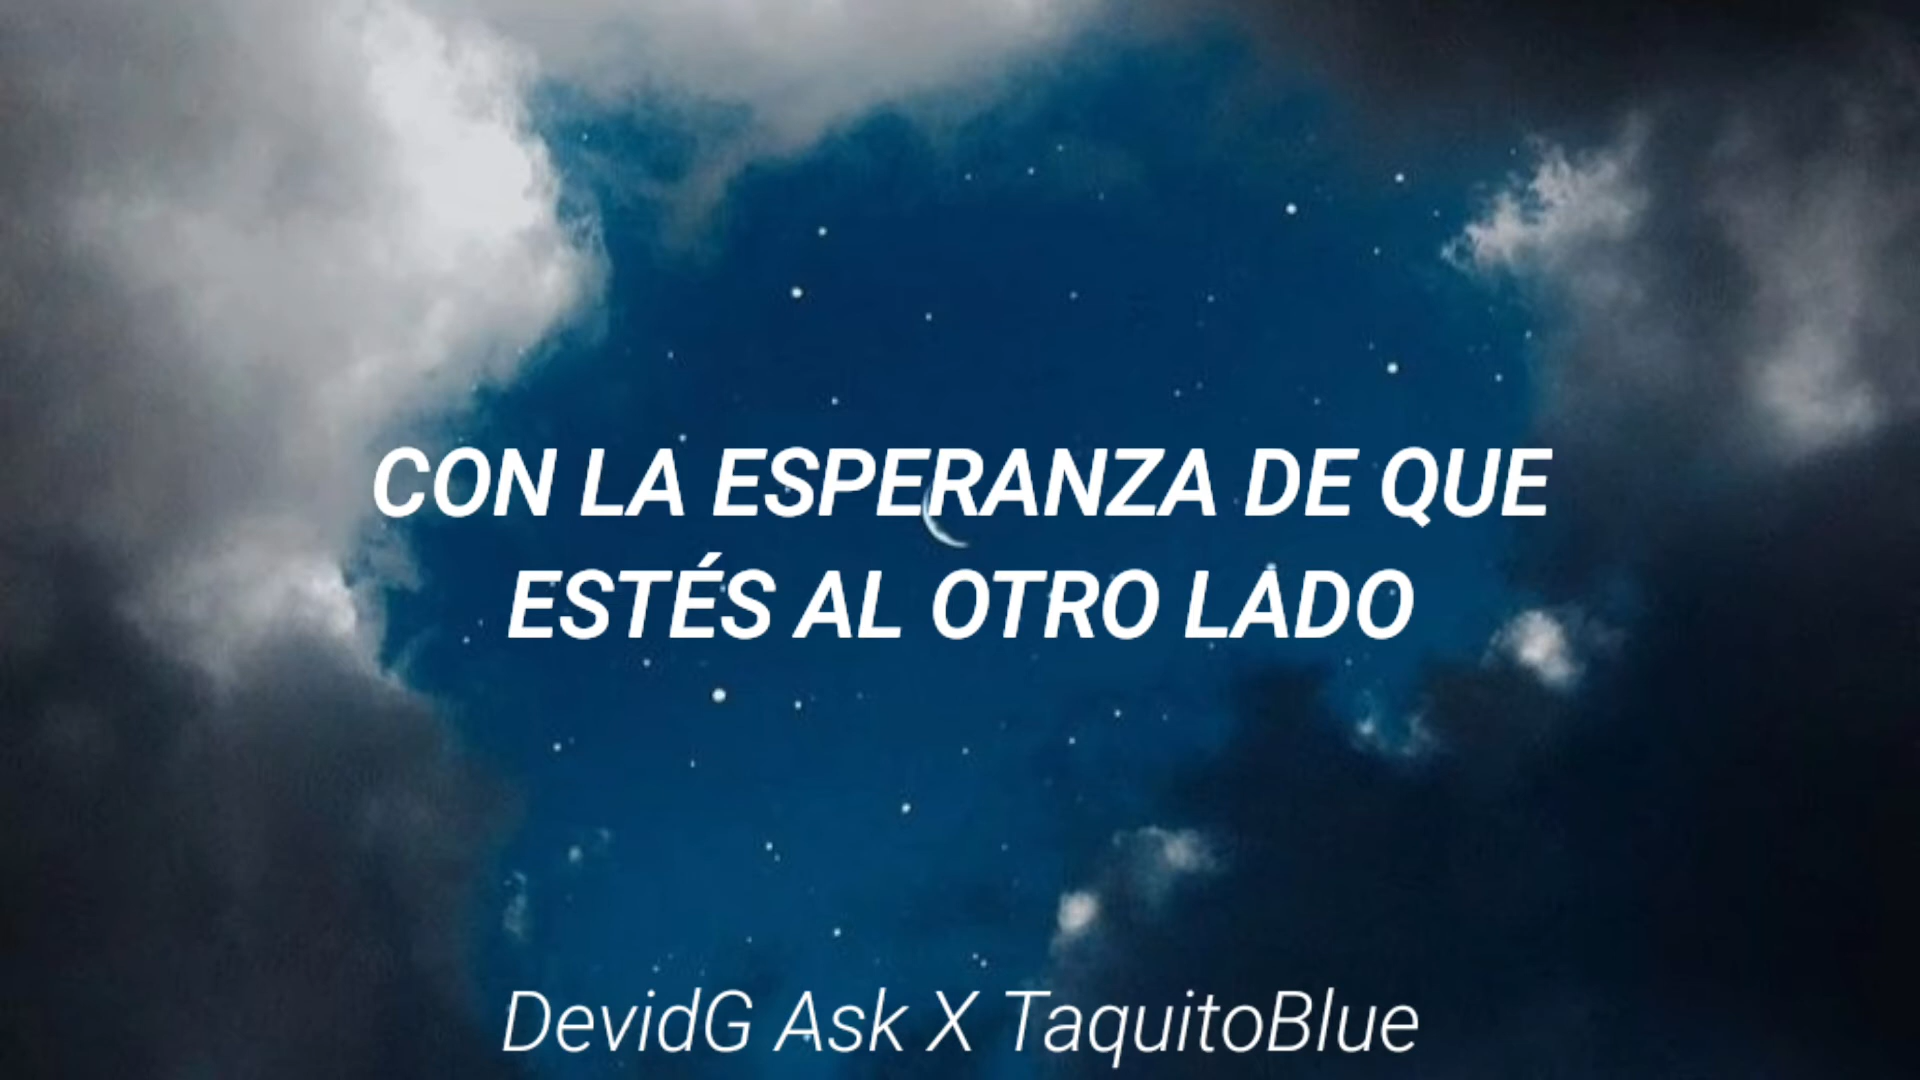 CON LA ESPERANZA DE QUE
ESTÉS AL OTRO LADO
DevidG Ask X TaquitoBlue